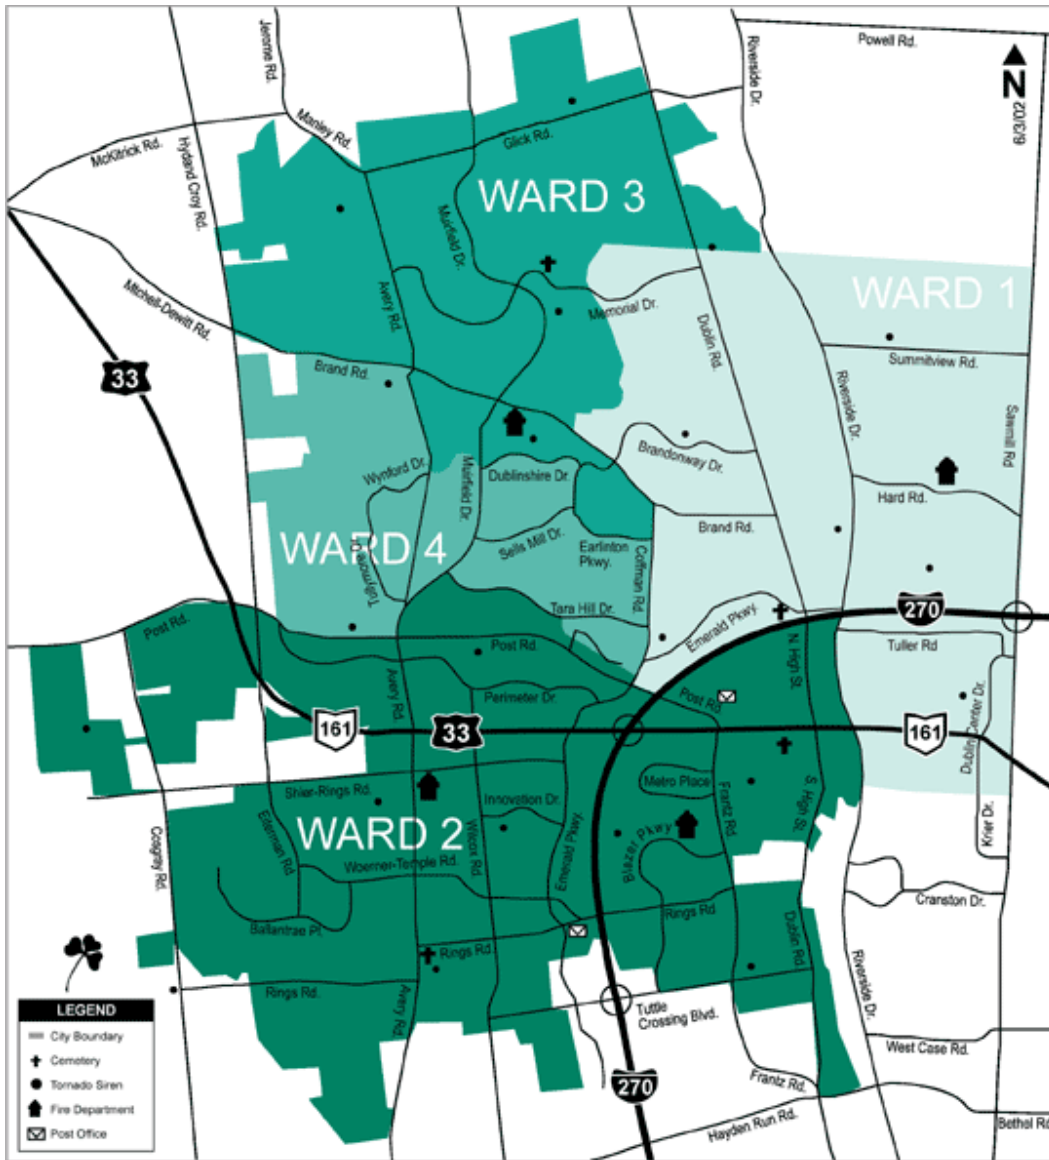 Powell Rd.
Jerome Rd.
Riverside Dr.
N
6/3/02
Manley Rd.
Glick Rd.
McKitrick Rd.
Hyland Croy Rd.
WARD 3
Muirfield Dr.
Avery Rd.
Mitchell-Dewitt Rd.
Memorial Dr.
WARD 1
Dublin Rd.
Summitview Rd.
33
Brand Rd.
Riverside Dr.
Sawmill Rd
Wynford Dr.
Muirfield Dr.
Dublinshire Dr.
Brandonway Dr.
Hard Rd.
Brand Rd.
WARD 4
Tullymore Dr.
Sells Mill Dr.
Earlinton
Pkwy.
Coffman Rd.
Tara Hill Dr.
Emerald Pkwy.
270
Post Rd.
Post Rd.
N High St.
Tuller Rd
Avery Rd.
Perimeter Dr.
Post Rd.
Dublin Center Dr.
161
33
161
Shier-Rings Rd.
Metro Place
Innovation Dr.
Frantz Rd
S High St.
WARD 2
Eiterman Rd.
Wilcox Rd.
Emerald Pkwy.
Blazer Pkwy
Krier Dr.
Cosgray Rd.
Woerner-Temple Rd.
Cranston Dr.
Ballantrae Pl.
Rings Rd
Dublin Rd.
Rings Rd.
Rings Rd.
Avery Rd.
Riverside Dr.
Tuttle
Crossing Blvd.
West Case Rd.
270
Frantz Rd.
Hayden Run Rd.
Bethel Rd
LEGEND
City Boundary
Cemetery
Tornado Siren
Fire Department
Post Office